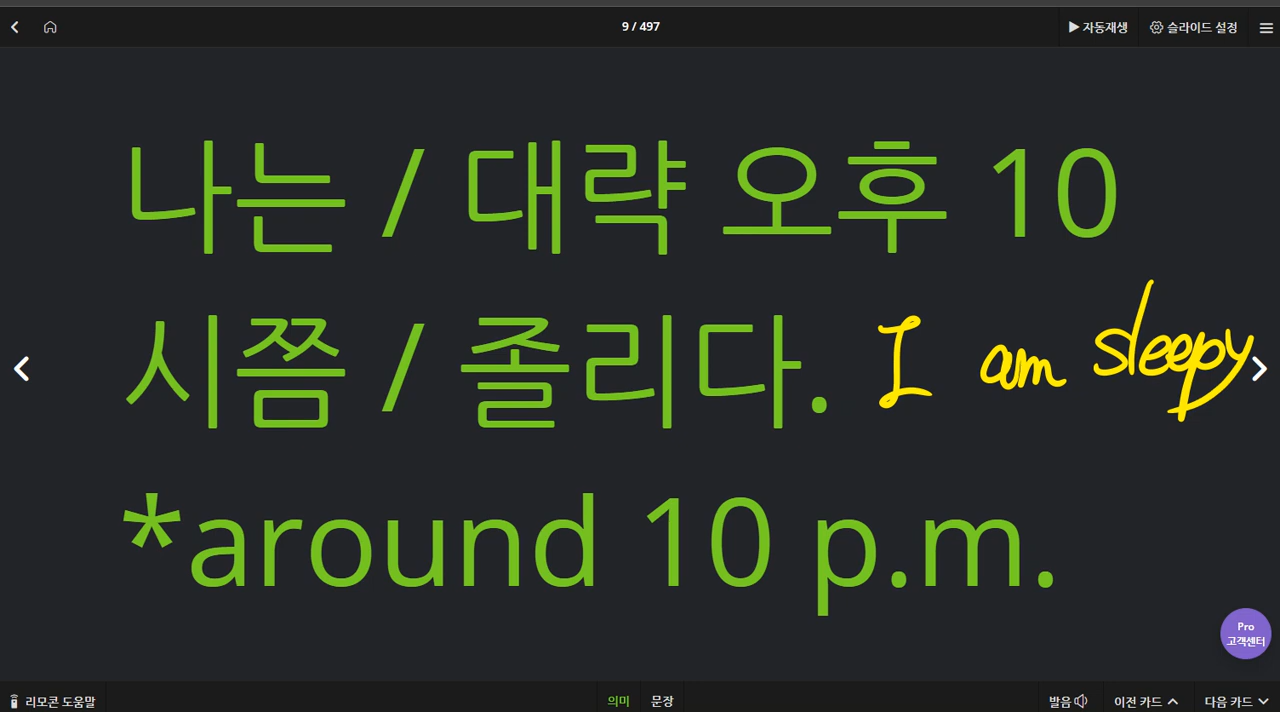 9 / 497
자동재생
슬라이드 설정
나는 / 대략 오후 10
시쯤 / 졸리다. I am sleepy
*around 10 p.m.
Pro
고객센터
리모콘 도움말
의미
문장
발음
이전 카드
다음 카드